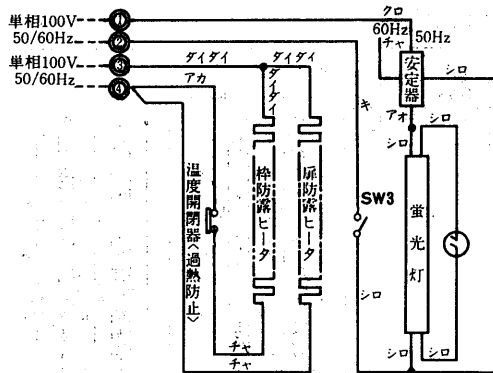 単相100V
50/60Hz
単相100V
50/60Hz
①
②
③
④
クロ
60Hz
チャ
50Hz
安定器
シロ
ダイダイ
ダイダイ
ダイダイ
アカ
キ
アオ
シロ
シロ
温度開閉器〈過熱防止〉
枠防露ヒータ
扉防露ヒータ
SW3
蛍光灯
シロ
シロ
シロ
チャ
チャ